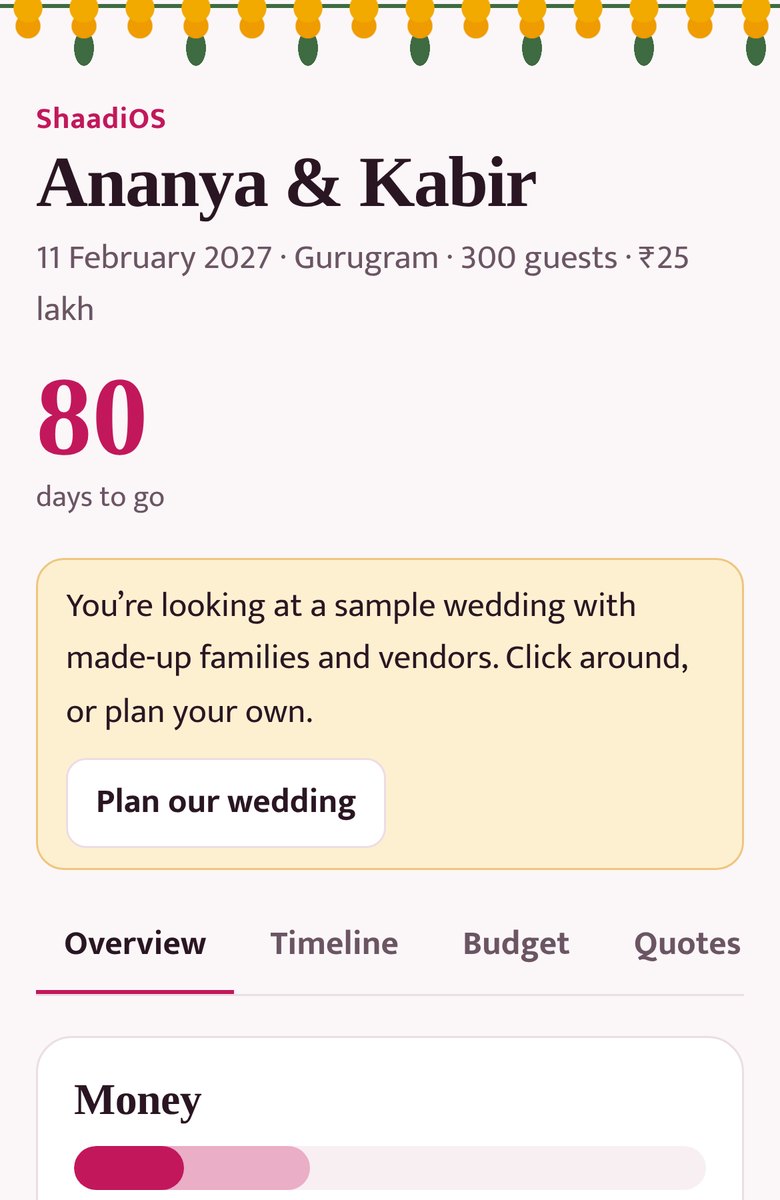 ShaadiOS
Ananya & Kabir
11 February 2027 · Gurugram · 300 guests · ₹25
lakh
80
days to go
You’re looking at a sample wedding with
made-up families and vendors. Click around,
or plan your own.
Plan our wedding
Overview Timeline Budget Quotes
Money